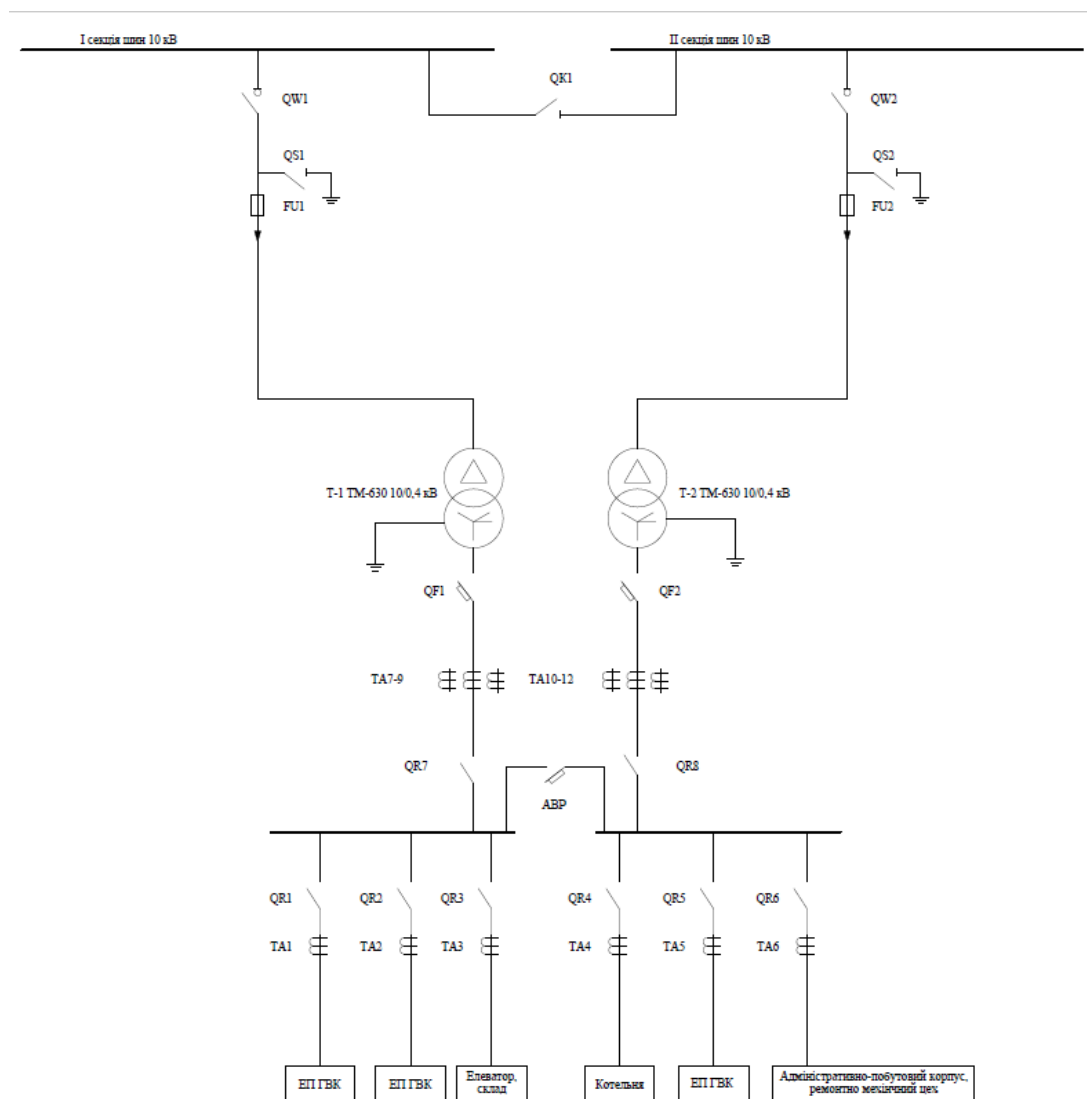 I секція шин 10 кВ
II секція шин 10 кВ
QK1
QW1
QW2
QS1
QS2
FU1
FU2
Т-1 ТМ-630 10/0,4 кВ
Т-2 ТМ-630 10/0,4 кВ
QF1
QF2
TA7-9
TA10-12
QR7
QR8
АВР
QR1
QR2
QR3
QR4
QR5
QR6
TA1
TA2
TA3
TA4
TA5
TA6
ЕП ГВК
ЕП ГВК
Елеватор,
склад
Котельня
ЕП ГВК
Адміністративно-побутовий корпус,
ремонтно мехінчний цех